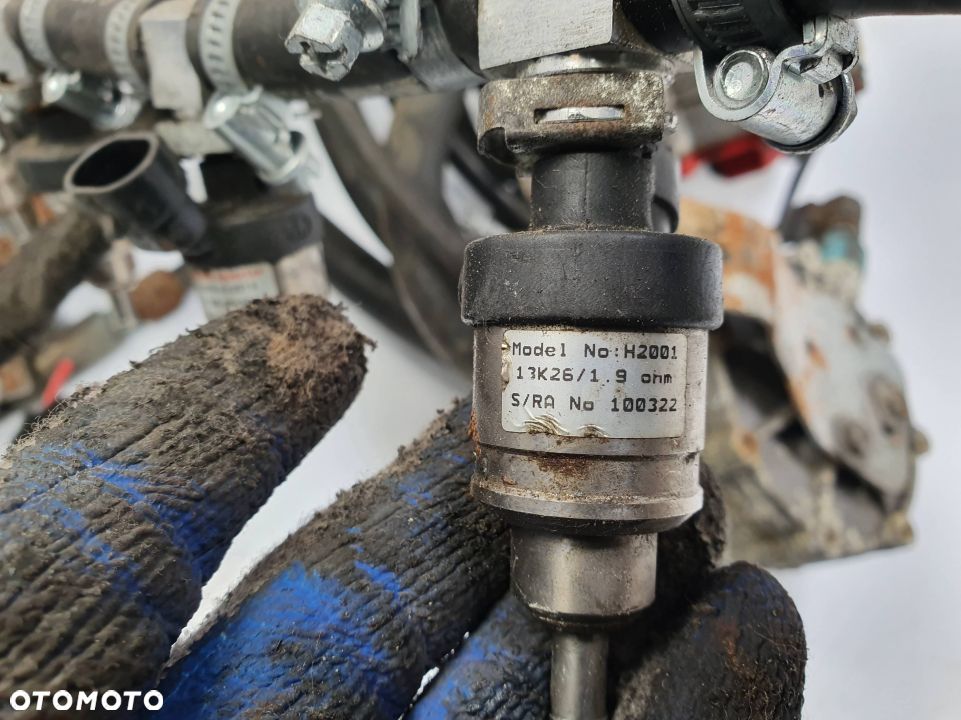 Model No:H2001
13K26/1.9 ohm
S/RA No 100322
OTOMOTO